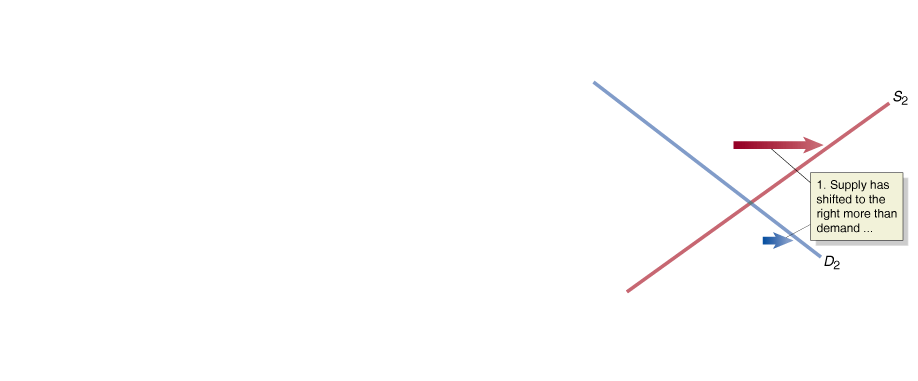 S2
1. Supply has
shifted to the
right more than
demand ...
D2